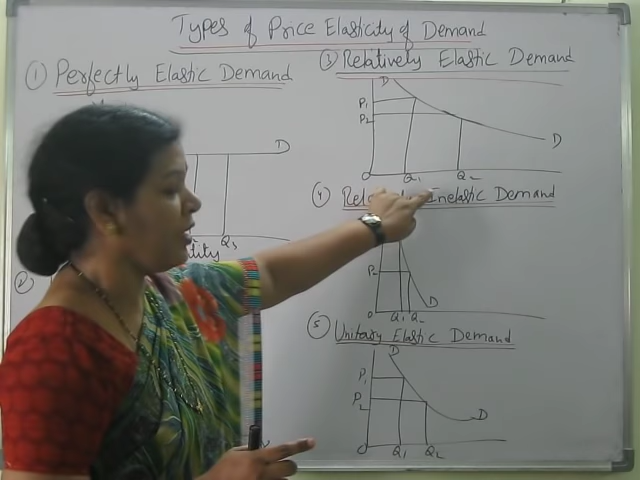 Types of Price Elasticity of Demand
① Perfectly Elastic Demand
D
Q3
②
③ Relatively Elastic Demand
D
P1
P2
D
O Q1 Q2
④ Inelastic Demand
P2
D
O Q1 Q2
⑤ Unitary Elastic Demand
D
P1
P2
D
O Q1 Q2